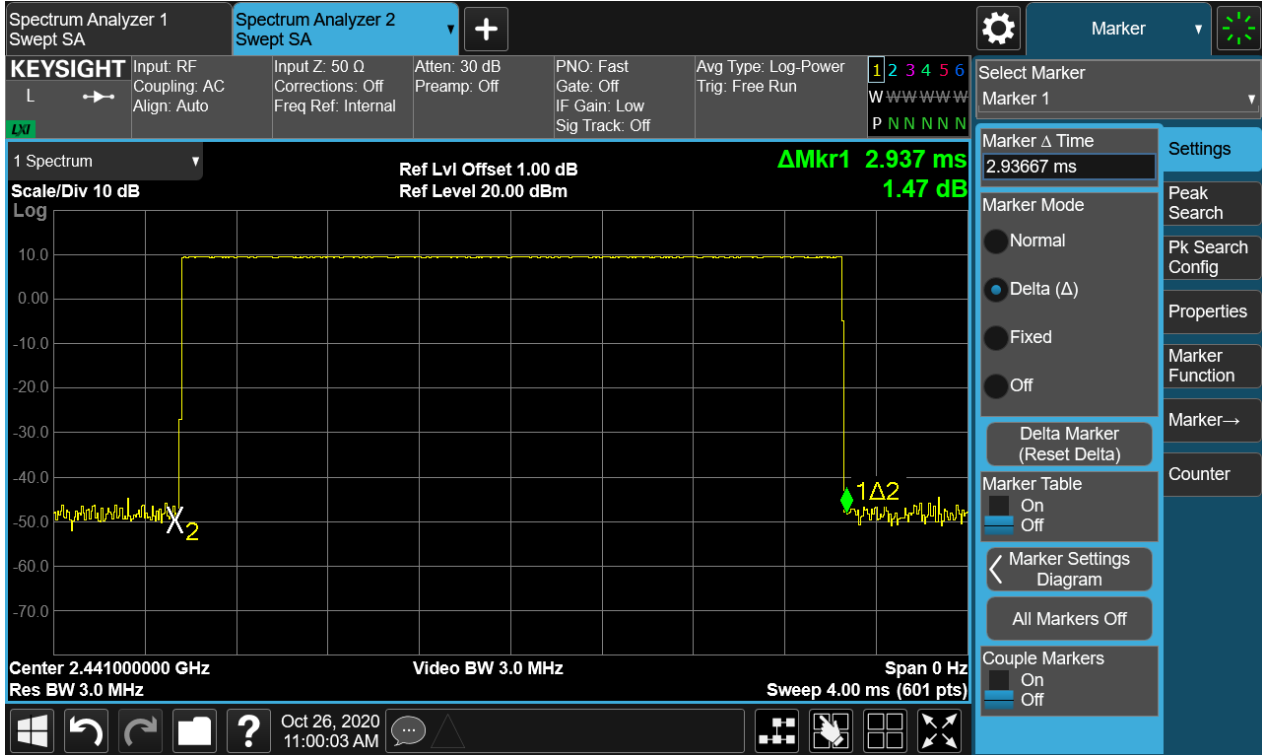 Spectrum Analyzer 1
Swept SA
Spectrum Analyzer 2
Swept SA
Marker
KEYSIGHT
L
LXI
Input: RF
Coupling: AC
Align: Auto
Input Z: 50 Ω
Corrections: Off
Freq Ref: Internal
Atten: 30 dB
Preamp: Off
PNO: Fast
Gate: Off
IF Gain: Low
Sig Track: Off
Avg Type: Log-Power
Trig: Free Run
1 2 3 4 5 6
W W W W W W
P N N N N N
Select Marker
Marker 1
1 Spectrum
Scale/Div 10 dB
Log
Ref Lvl Offset 1.00 dB
Ref Level 20.00 dBm
ΔMkr1 2.937 ms
1.47 dB
10.0
0.00
-10.0
-20.0
-30.0
-40.0
-50.0
-60.0
-70.0
2
1Δ2
Center 2.441000000 GHz
Res BW 3.0 MHz
Video BW 3.0 MHz
Span 0 Hz
Sweep 4.00 ms (601 pts)
Marker Δ Time
2.93667 ms
Marker Mode
Normal
Delta (Δ)
Fixed
Off
Delta Marker
(Reset Delta)
Marker Table
On
Off
Marker Settings
Diagram
All Markers Off
Couple Markers
On
Off
Settings
Peak
Search
Pk Search
Config
Properties
Marker
Function
Marker→
Counter
?
Oct 26, 2020
11:00:03 AM